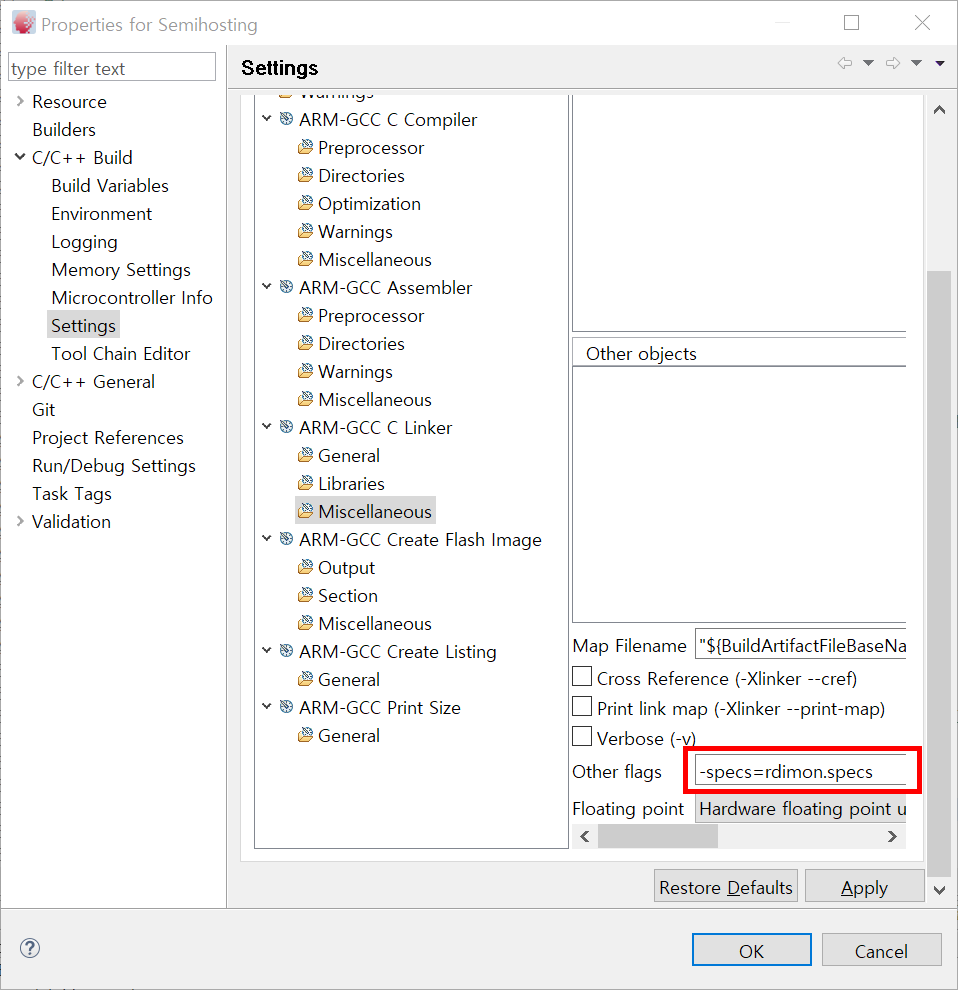 Properties for Semihosting
type filter text
Resource
Builders
C/C++ Build
Build Variables
Environment
Logging
Memory Settings
Microcontroller Info
Settings
Tool Chain Editor
C/C++ General
Git
Project References
Run/Debug Settings
Task Tags
Validation
Settings
Warnings
ARM-GCC C Compiler
Preprocessor
Directories
Optimization
Warnings
Miscellaneous
ARM-GCC Assembler
Preprocessor
Directories
Warnings
Miscellaneous
ARM-GCC C Linker
General
Libraries
Miscellaneous
ARM-GCC Create Flash Image
Output
Section
Miscellaneous
ARM-GCC Create Listing
General
ARM-GCC Print Size
General
Other objects
Map Filename "${BuildArtifactFileBaseNa
Cross Reference (-Xlinker --cref)
Print link map (-Xlinker --print-map)
Verbose (-v)
Other flags -specs=rdimon.specs
Floating point Hardware floating point u
Restore Defaults Apply
OK Cancel